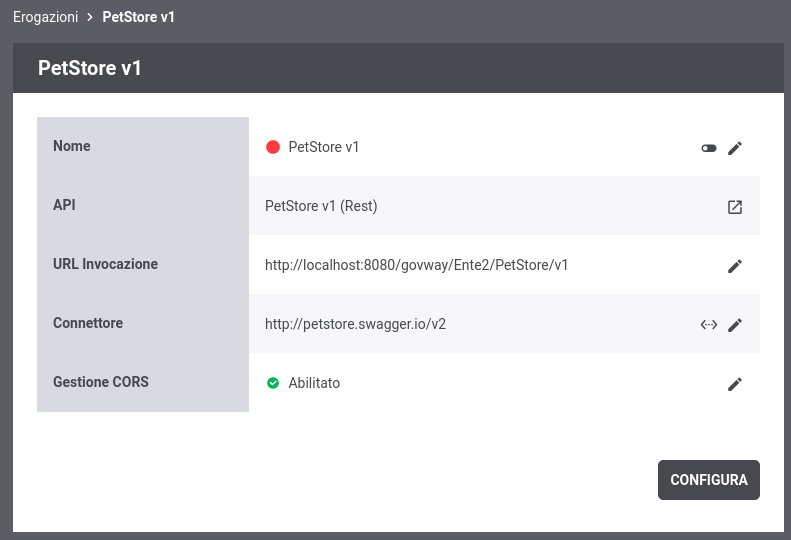 Erogazioni > PetStore v1
PetStore v1
Nome PetStore v1
API PetStore v1 (Rest)
URL Invocazione http://localhost:8080/govway/Ente2/PetStore/v1
Connettore http://petstore.swagger.io/v2
Gestione CORS Abilitato
CONFIGURA